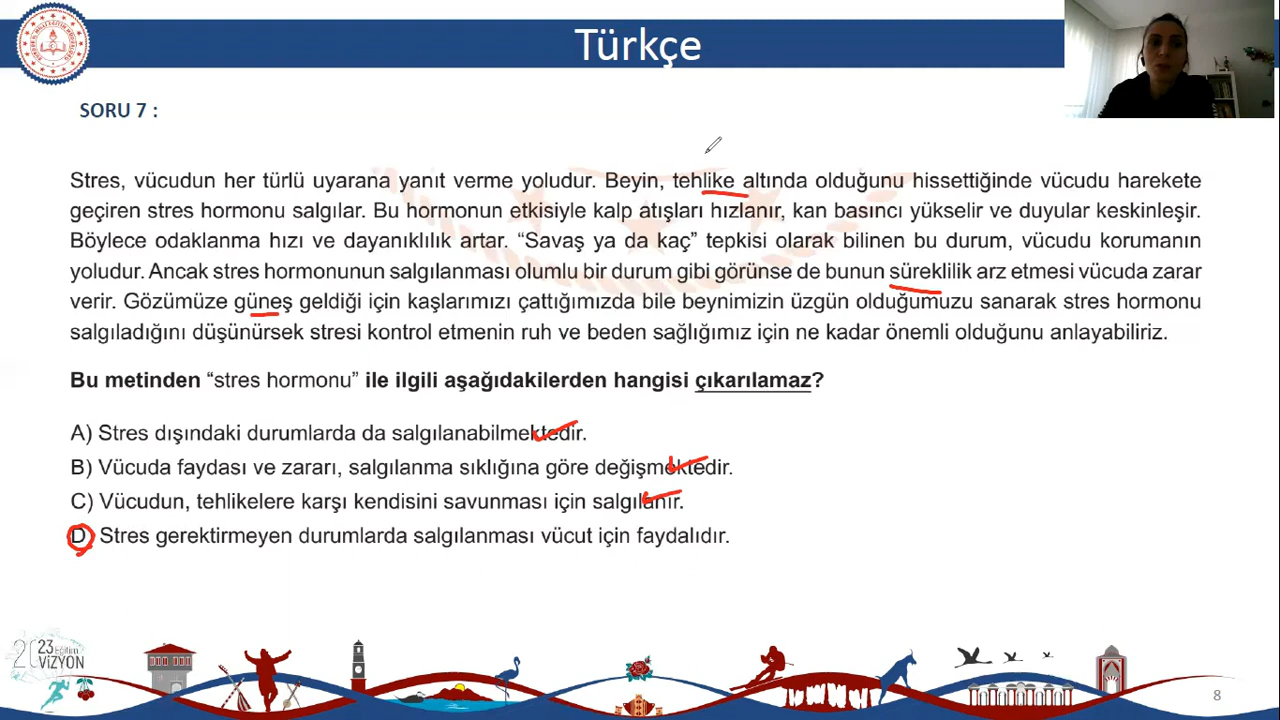 Türkçe
SORU 7 :
Stres, vücudun her türlü uyarana yanıt verme yoludur. Beyin, tehlike altında olduğunu hissettiğinde vücudu harekete
geçiren stres hormonu salgılar. Bu hormonun etkisiyle kalp atışları hızlanır, kan basıncı yükselir ve duyular keskinleşir.
Böylece odaklanma hızı ve dayanıklılık artar. “Savaş ya da kaç” tepkisi olarak bilinen bu durum, vücudu korumanın
yoludur. Ancak stres hormonunun salgılanması olumlu bir durum gibi görünse de bunun süreklilik arz etmesi vücuda zarar
verir. Gözümüze güneş geldiği için kaşlarımızı çattığımızda bile beynimizin üzgün olduğumuzu sanarak stres hormonu
salgıladığını düşünürsek stresi kontrol etmenin ruh ve beden sağlığımız için ne kadar önemli olduğunu anlayabiliriz.
Bu metinden “stres hormonu” ile ilgili aşağıdakilerden hangisi çıkarılamaz?
A) Stres dışındaki durumlarda da salgılanabilmektedir.
B) Vücuda faydası ve zararı, salgılanma sıklığına göre değişmektedir.
C) Vücudun, tehlikelere karşı kendisini savunması için salgılanır.
D) Stres gerektirmeyen durumlarda salgılanması vücut için faydalıdır.
2023 Eğitim
VİZYON
8